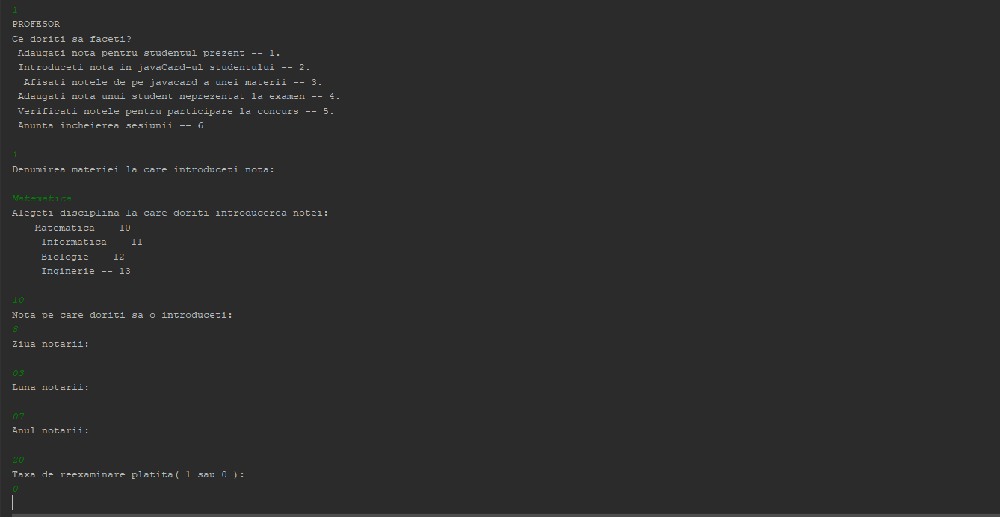 1
PROFESOR
Ce doriti sa faceti?
Adaugati nota pentru studentul prezent -- 1.
Introduceti nota in javaCard-ul studentului -- 2.
Afisati notele de pe javacard a unei materii -- 3.
Adaugati nota unui student neprezentat la examen -- 4.
Verificati notele pentru participare la concurs -- 5.
Anunta incheierea sesiunii -- 6
1
Denumirea materiei la care introduceti nota:
Matematica
Alegeti disciplina la care doriti introducerea notei:
Matematica -- 10
Informatica -- 11
Biologie -- 12
Inginerie -- 13
10
Nota pe care doriti sa o introduceti:
8
Ziua notarii:
03
Luna notarii:
07
Anul notarii:
20
Taxa de reexaminare platita( 1 sau 0 ):
0